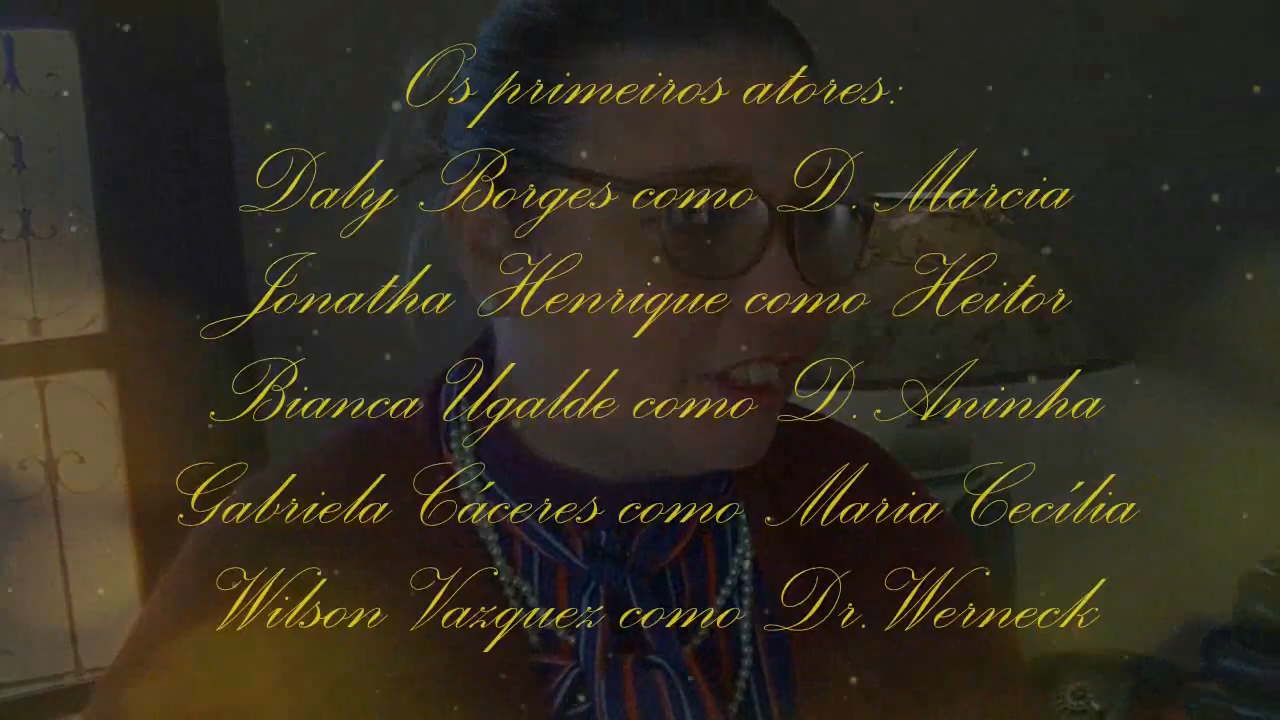 Os primeiros atores:
Daly Borges como D. Marcia
Jonatha Henrique como Heitor
Bianca Ugalde como D. Aninha
Gabriela Cáceres como Maria Cecília
Wilson Vazquez como Dr. Werneck